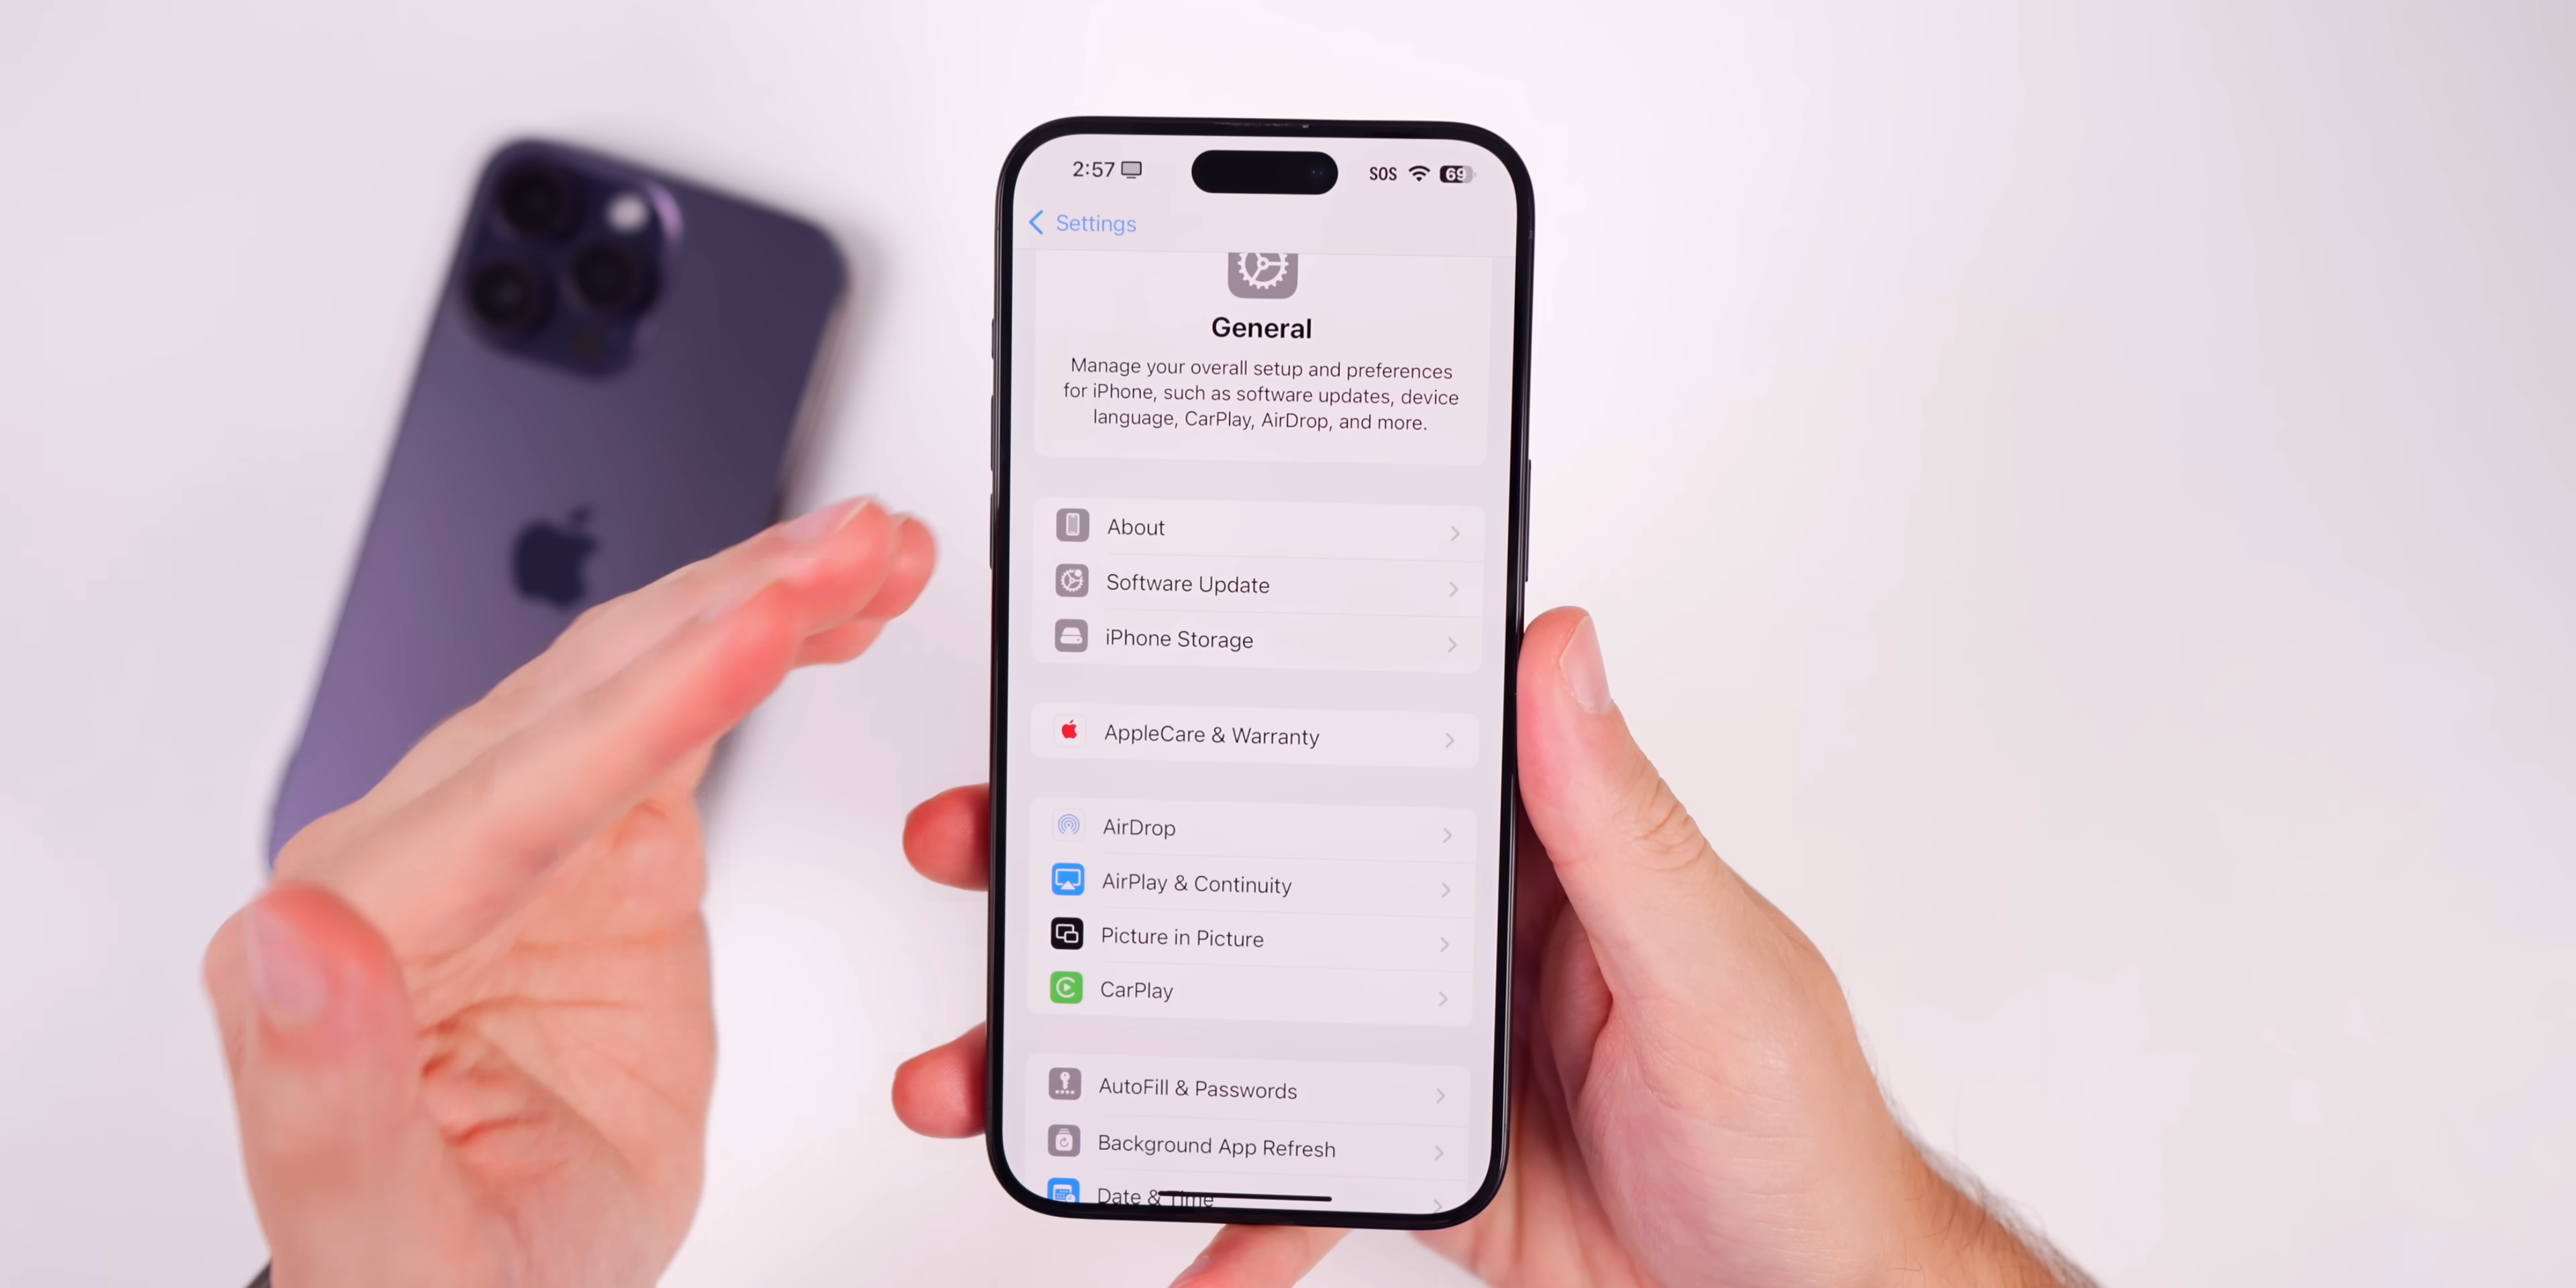 2:57
SOS
69
Settings
General
Manage your overall setup and preferences
for iPhone, such as software updates, device
language, CarPlay, AirDrop, and more.
About
Software Update
iPhone Storage
AppleCare & Warranty
AirDrop
AirPlay & Continuity
Picture in Picture
CarPlay
AutoFill & Passwords
Background App Refresh
Date & Time